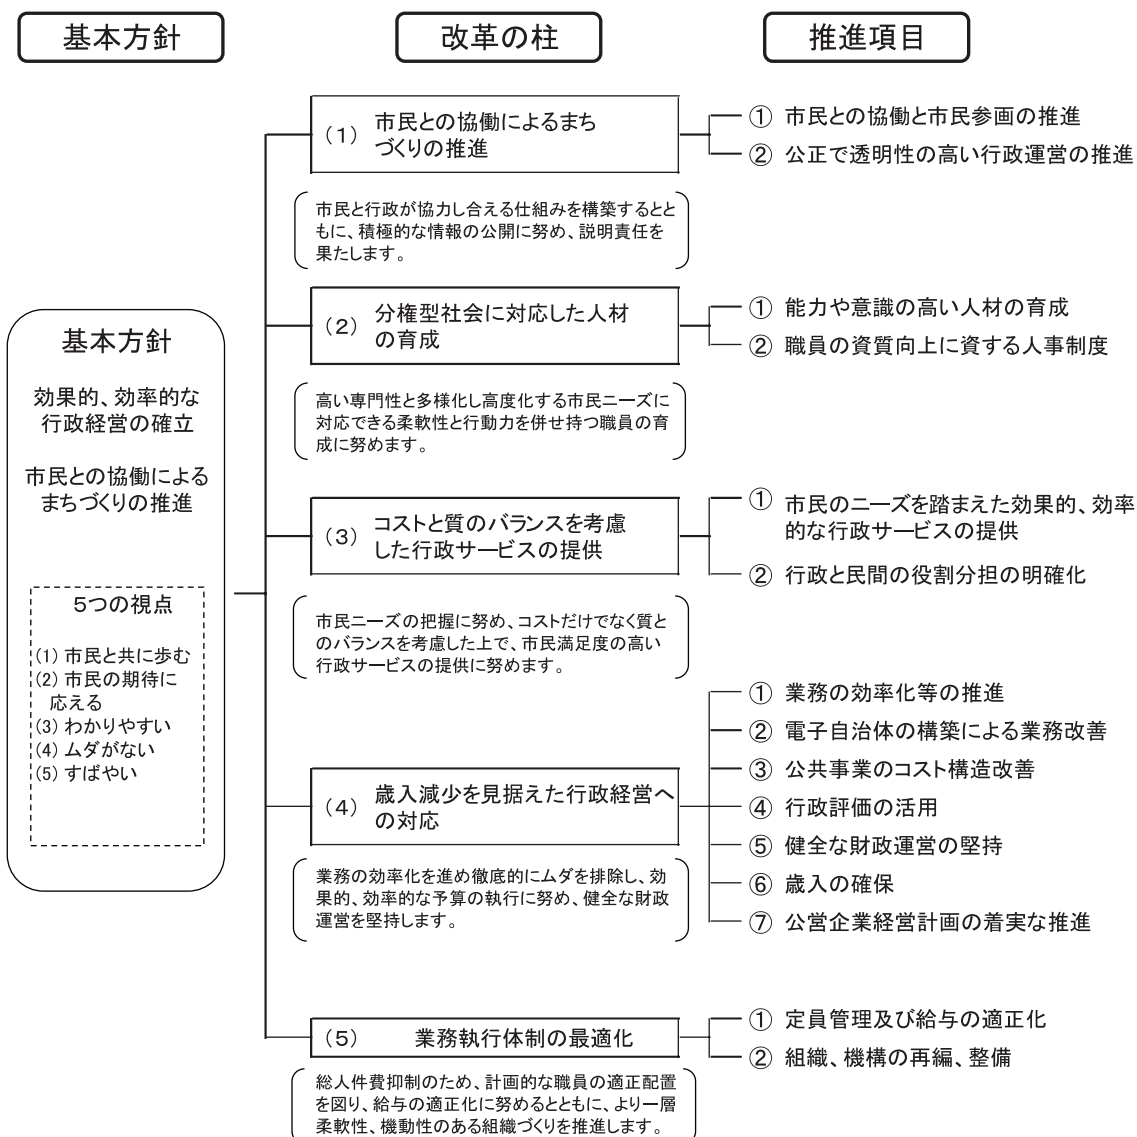 基本方針
改革の柱
推進項目
基本方針
効果的、効率的な
行政経営の確立
市民との協働による
まちづくりの推進
5つの視点
(1) 市民と共に歩む
(2) 市民の期待に
応える
(3) わかりやすい
(4) ムダがない
(5) すばやい
(1) 市民との協働によるまち
づくりの推進
市民と行政が協力し合える仕組みを構築するとと
もに、積極的な情報の公開に努め、説明責任を
果たします。
① 市民との協働と市民参画の推進
② 公正で透明性の高い行政運営の推進
(2) 分権型社会に対応した人材
の育成
高い専門性と多様化し高度化する市民ニーズに
対応できる柔軟性と行動力を併せ持つ職員の育
成に努めます。
① 能力や意識の高い人材の育成
② 職員の資質向上に資する人事制度
(3) コストと質のバランスを考慮
した行政サービスの提供
市民ニーズの把握に努め、コストだけでなく質と
のバランスを考慮した上で、市民満足度の高い
行政サービスの提供に努めます。
① 市民のニーズを踏まえた効果的、効率
的な行政サービスの提供
② 行政と民間の役割分担の明確化
(4) 歳入減少を見据えた行政経営へ
の対応
業務の効率化を進め徹底的にムダを排除し、効
果的、効率的な予算の執行に努め、健全な財政
運営を堅持します。
① 業務の効率化等の推進
② 電子自治体の構築による業務改善
③ 公共事業のコスト構造改善
④ 行政評価の活用
⑤ 健全な財政運営の堅持
⑥ 歳入の確保
⑦ 公営企業経営計画の着実な推進
(5) 業務執行体制の最適化
総人件費抑制のため、計画的な職員の適正配置
を図り、給与の適正化に努めるとともに、より一層
柔軟性、機動性のある組織づくりを推進します。
① 定員管理及び給与の適正化
② 組織、機構の再編、整備